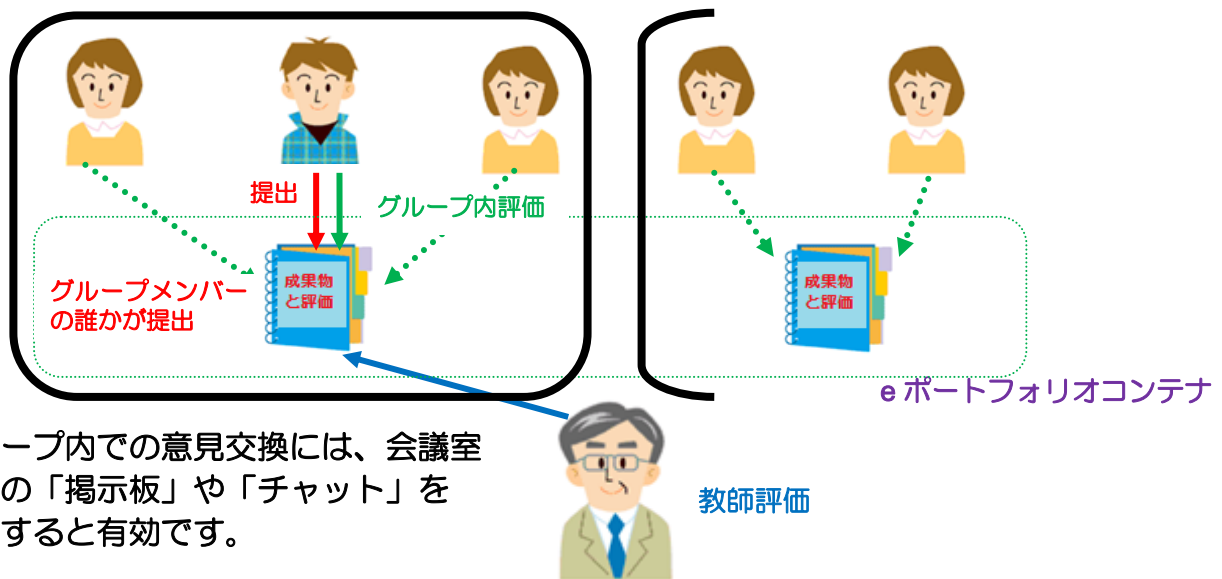 提出
グループ内評価
成果物
と評価
グループメンバー
の誰かが提出
成果物
と評価
eポートフォリオコンテナ
ープ内での意見交換には、会議室
の「掲示板」や「チャット」を
すると有効です。
教師評価